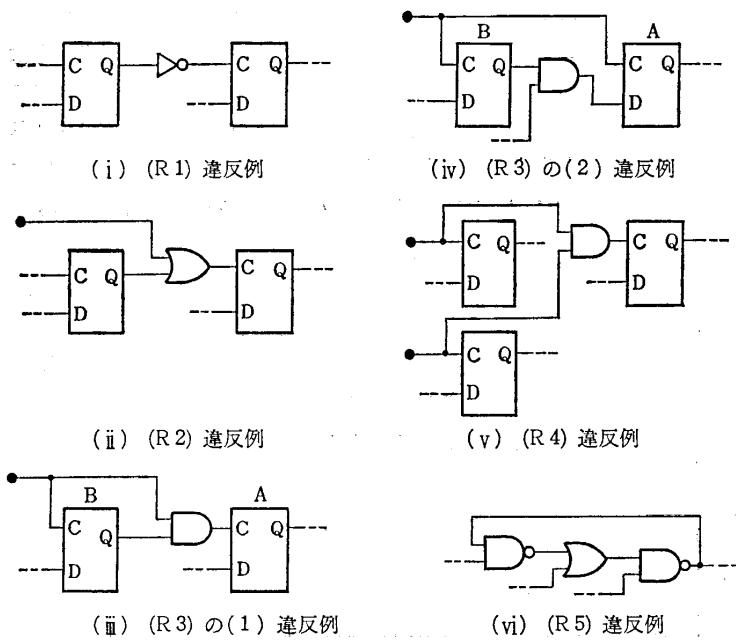 C Q
D
C Q
D
(ⅰ) (R1) 違反例
B
C Q
D
A
C Q
D
(ⅳ) (R3) の(2) 違反例
C Q
D
C Q
D
(ⅱ) (R2) 違反例
C Q
D
C Q
D
C Q
D
(ⅴ) (R4) 違反例
B
C Q
D
A
C Q
D
(ⅲ) (R3) の(1) 違反例
(ⅵ) (R5) 違反例